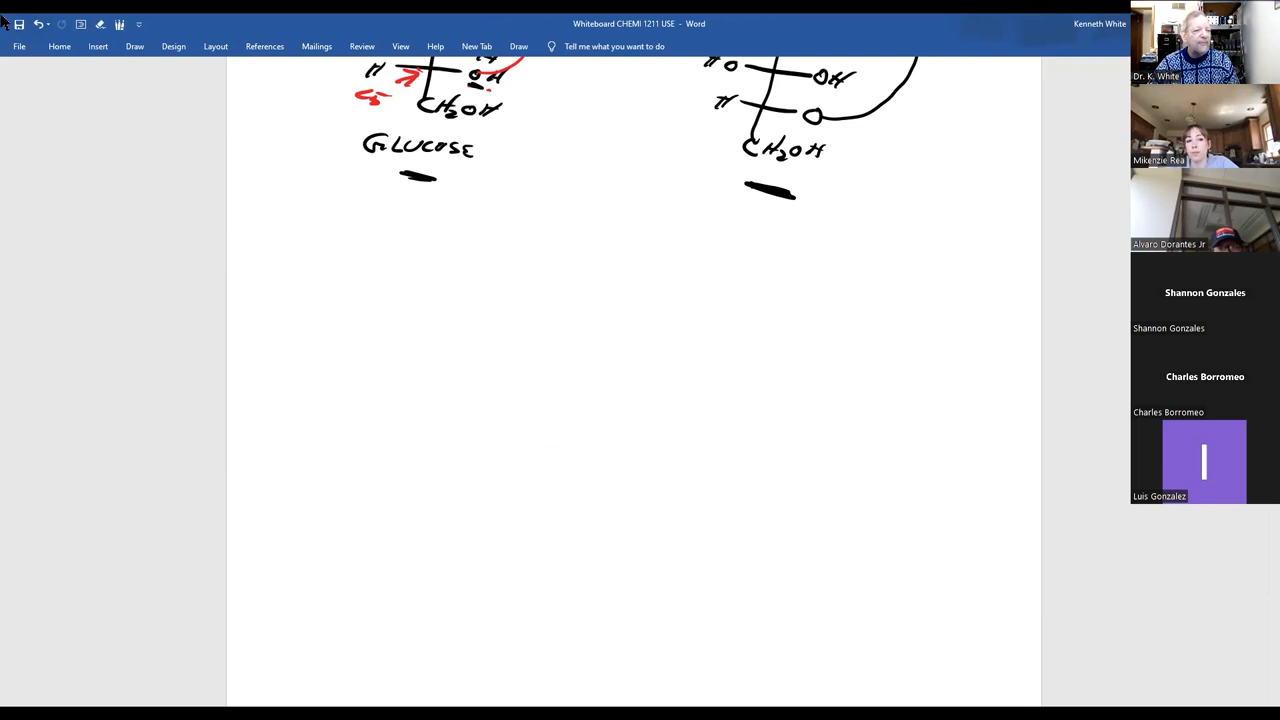 Whiteboard CHEMI 1211 USE - Word
Kenneth White
File Home Insert Draw Design Layout References Mailings Review View Help New Tab Draw Tell me what you want to do
H OH
C5
CH2OH
GLUCOSE
HO OH
H O
CH2OH
Dr. K. White
Mikenzie Rea
Alvaro Dorantes Jr
Shannon Gonzales
Shannon Gonzales
Charles Borromeo
Charles Borromeo
I
Luis Gonzalez